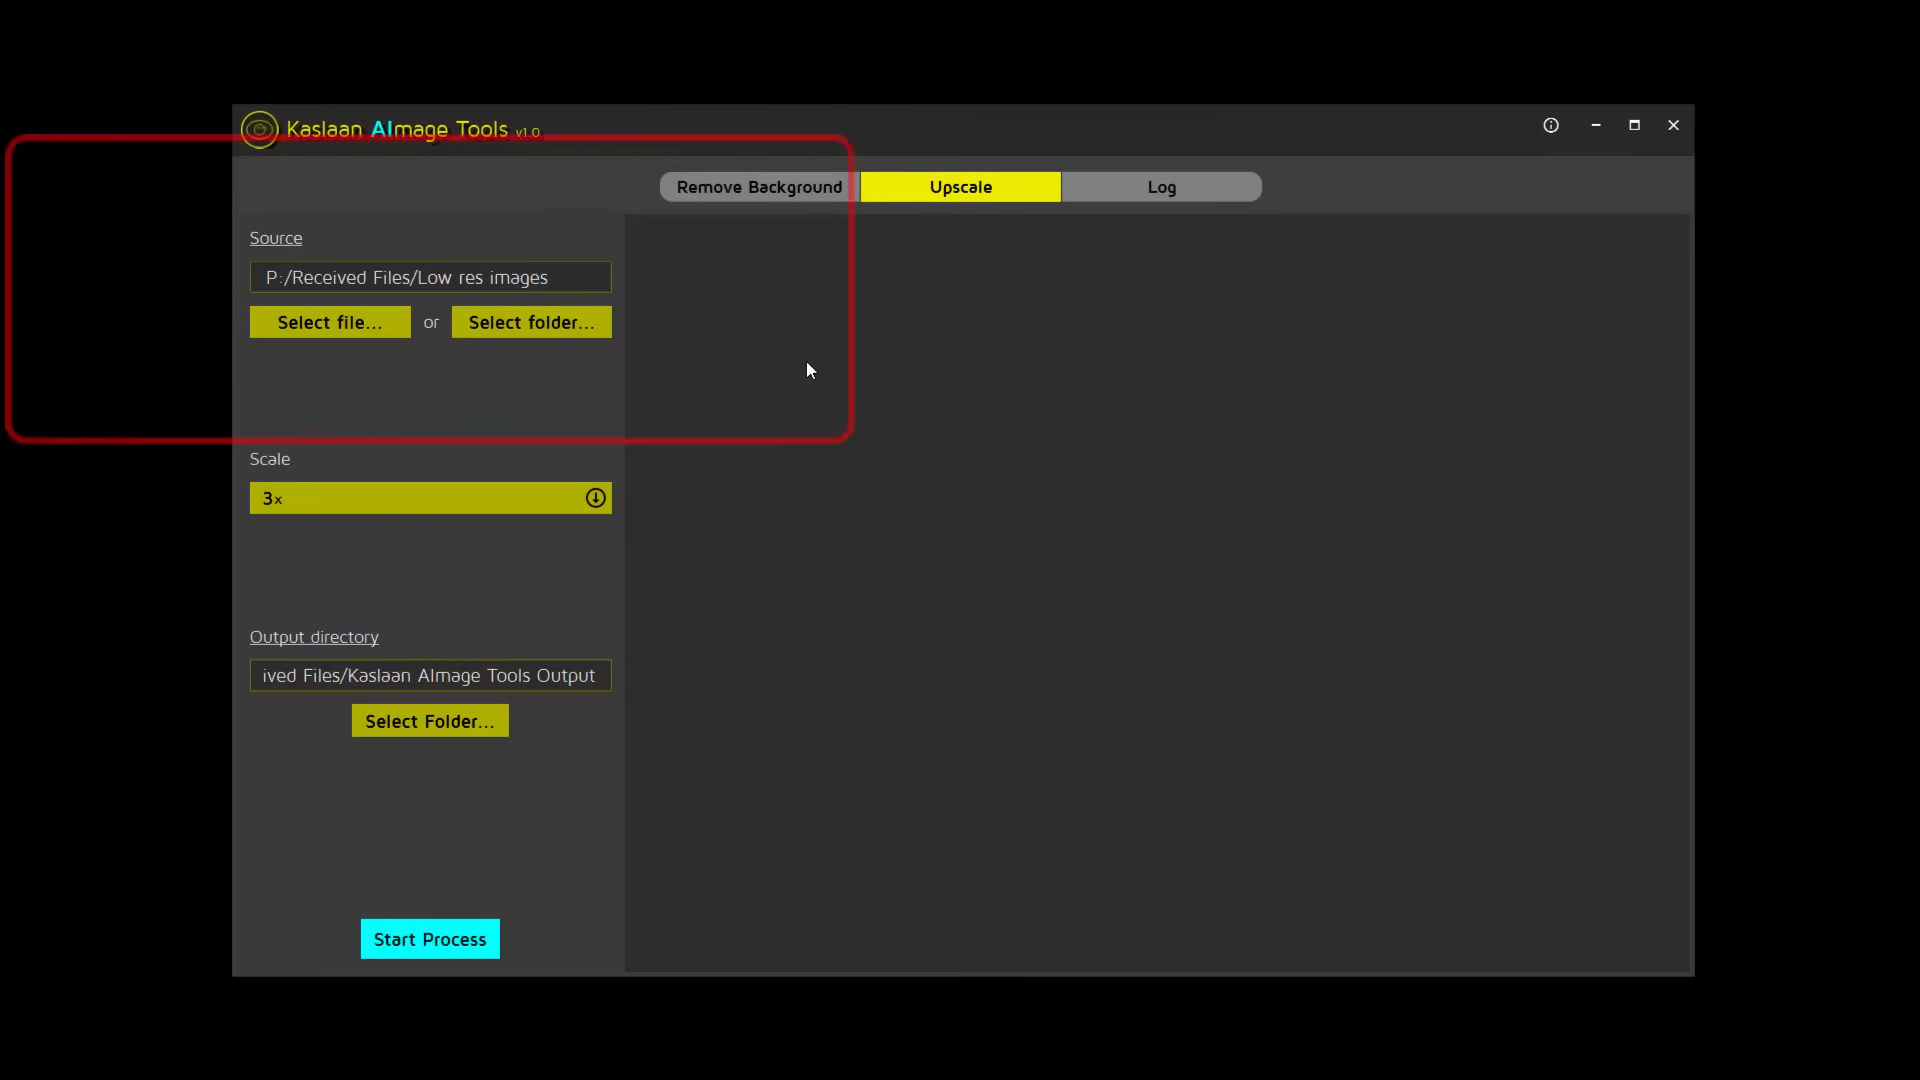 Kaslaan AImage Tools v1.0
Remove Background Upscale Log
Source
P:/Received Files/Low res images
Select file... or Select folder...
Scale
3x
Output directory
ived Files/Kaslaan AImage Tools Output
Select Folder...
Start Process